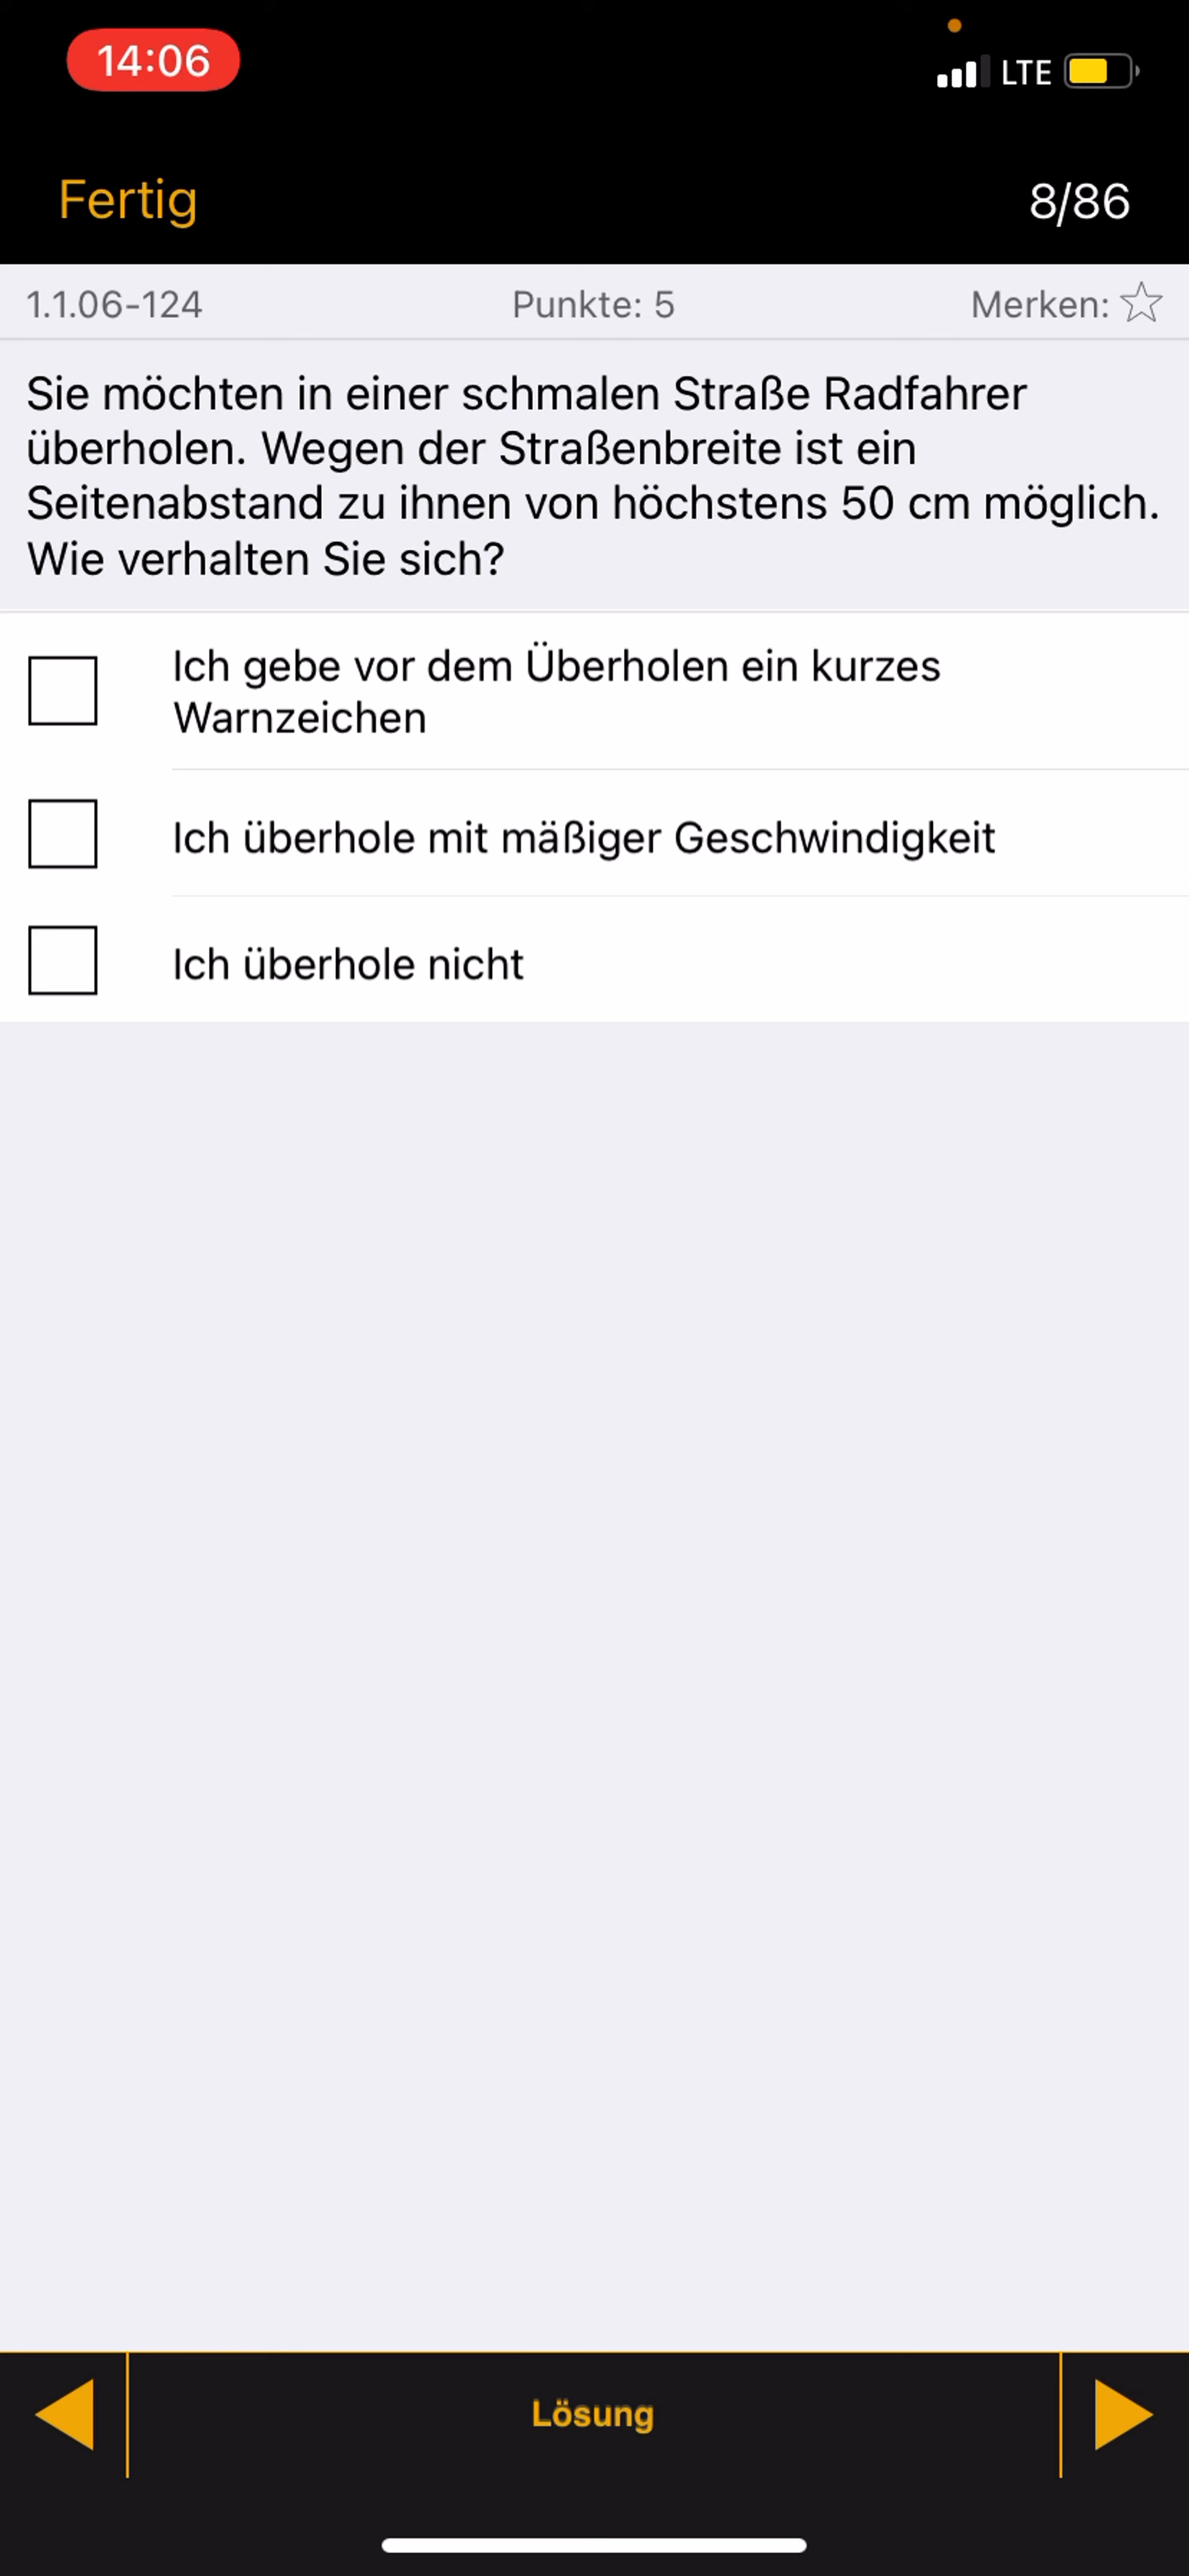 14:06
LTE
Fertig
8/86
1.1.06-124
Punkte: 5
Merken:
Sie möchten in einer schmalen Straße Radfahrer
überholen. Wegen der Straßenbreite ist ein
Seitenabstand zu ihnen von höchstens 50 cm möglich.
Wie verhalten Sie sich?
Ich gebe vor dem Überholen ein kurzes
Warnzeichen
Ich überhole mit mäßiger Geschwindigkeit
Ich überhole nicht
Lösung